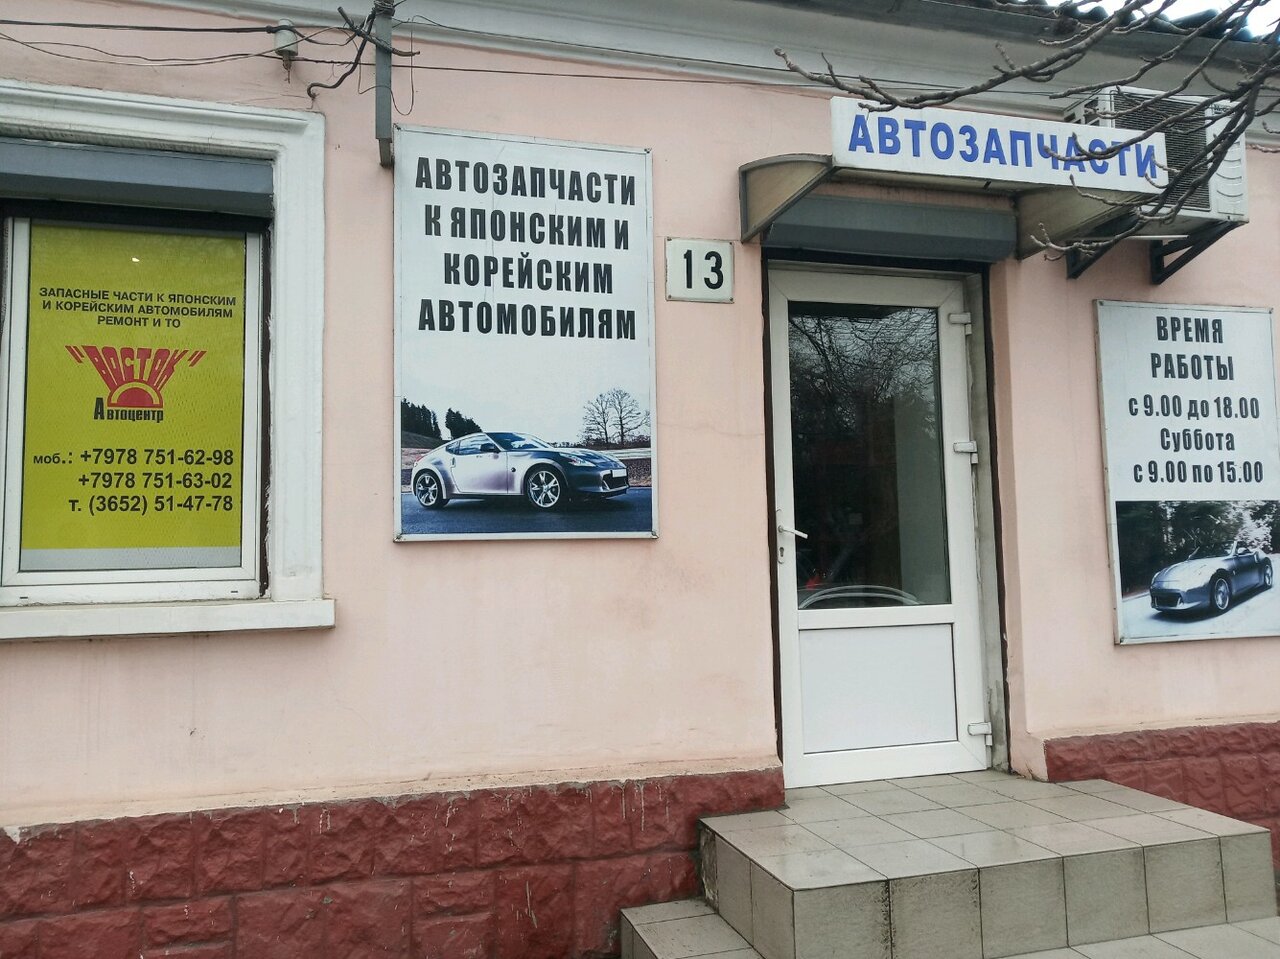 ЗАПАСНЫЕ ЧАСТИ К ЯПОНСКИМ
И КОРЕЙСКИМ АВТОМОБИЛЯМ
РЕМОНТ И ТО
"ВОСТОК"
Автоцентр
моб.: +7978 751-62-98
+7978 751-63-02
т. (3652) 51-47-78
АВТОЗАПЧАСТИ
К ЯПОНСКИМ И
КОРЕЙСКИМ
АВТОМОБИЛЯМ
13
АВТОЗАПЧАСТИ
ВРЕМЯ
РАБОТЫ
с 9.00 до 18.00
Суббота
с 9.00 по 15.00